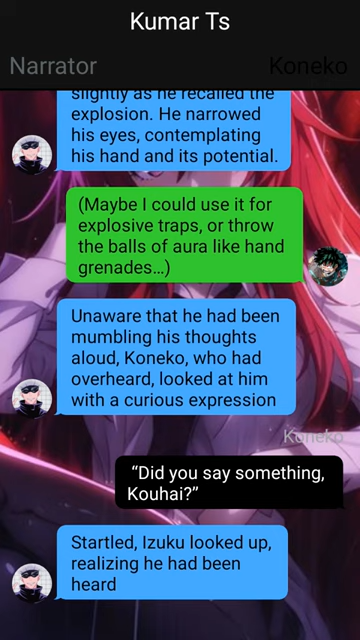 Kumar Ts
Narrator
Koneko
slightly as he recalled the
explosion. He narrowed
his eyes, contemplating
his hand and its potential.
(Maybe I could use it for
explosive traps, or throw
the balls of aura like hand
grenades...)
Unaware that he had been
mumbling his thoughts
aloud, Koneko, who had
overheard, looked at him
with a curious expression
Koneko
“Did you say something,
Kouhai?”
Startled, Izuku looked up,
realizing he had been
heard